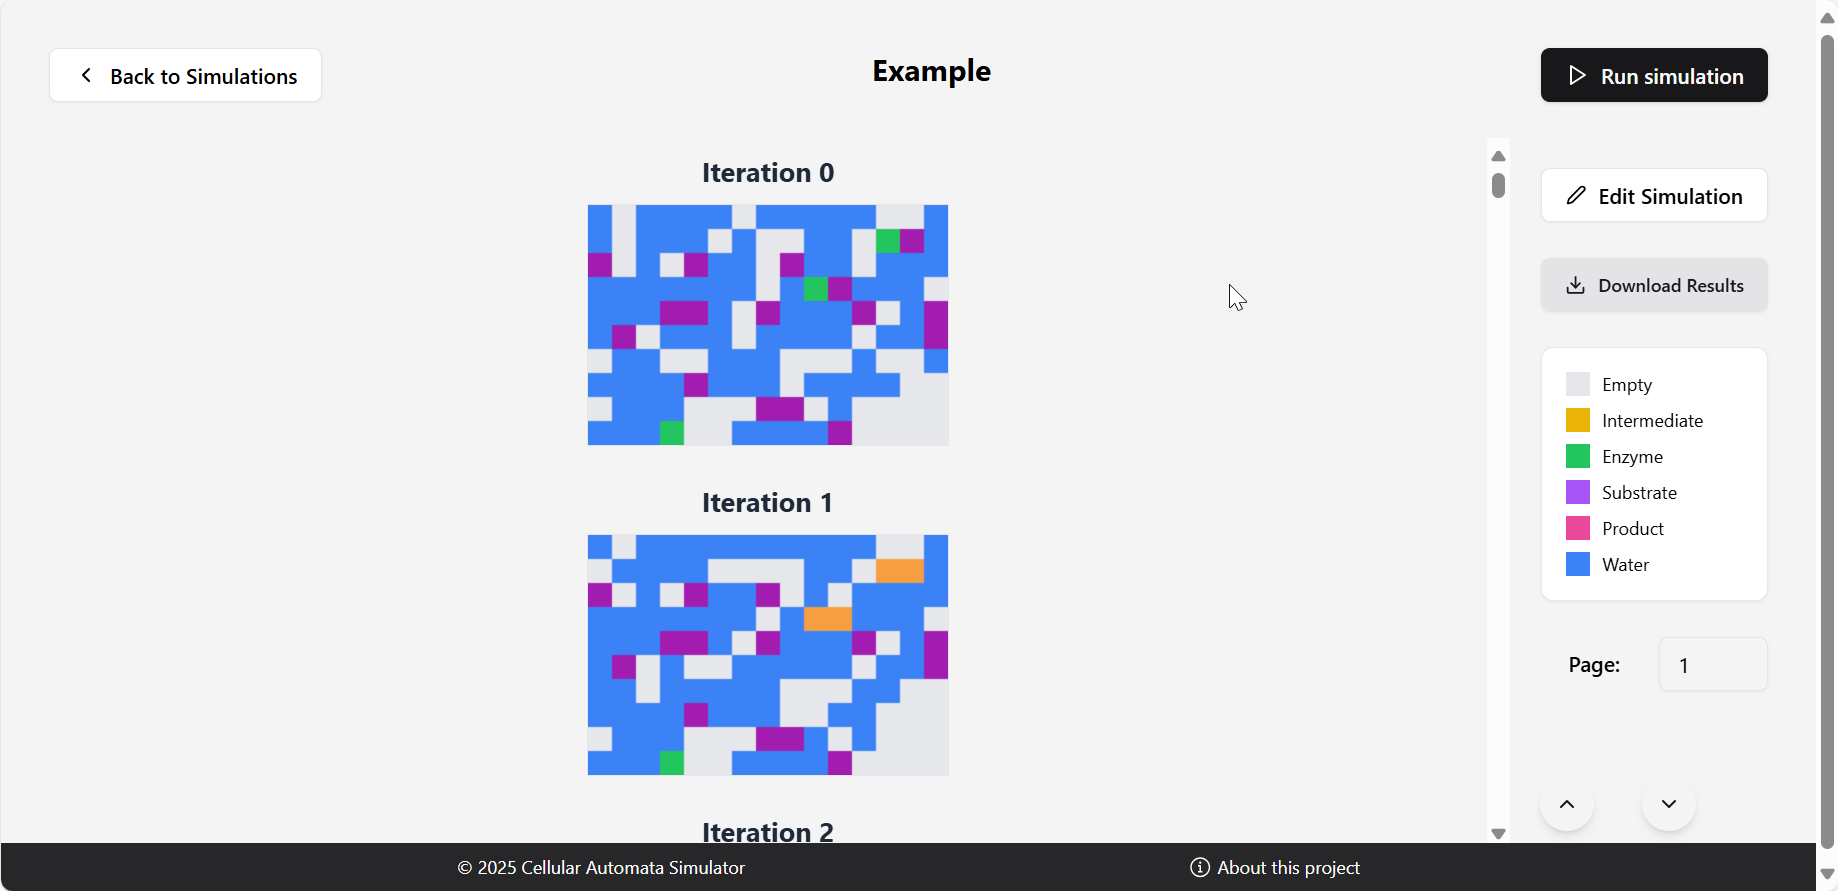 Back to Simulations
Example
Run simulation
Iteration 0
Edit Simulation
Download Results
Empty
Intermediate
Enzyme
Substrate
Product
Water
Iteration 1
Page: 1
Iteration 2
© 2025 Cellular Automata Simulator
About this project